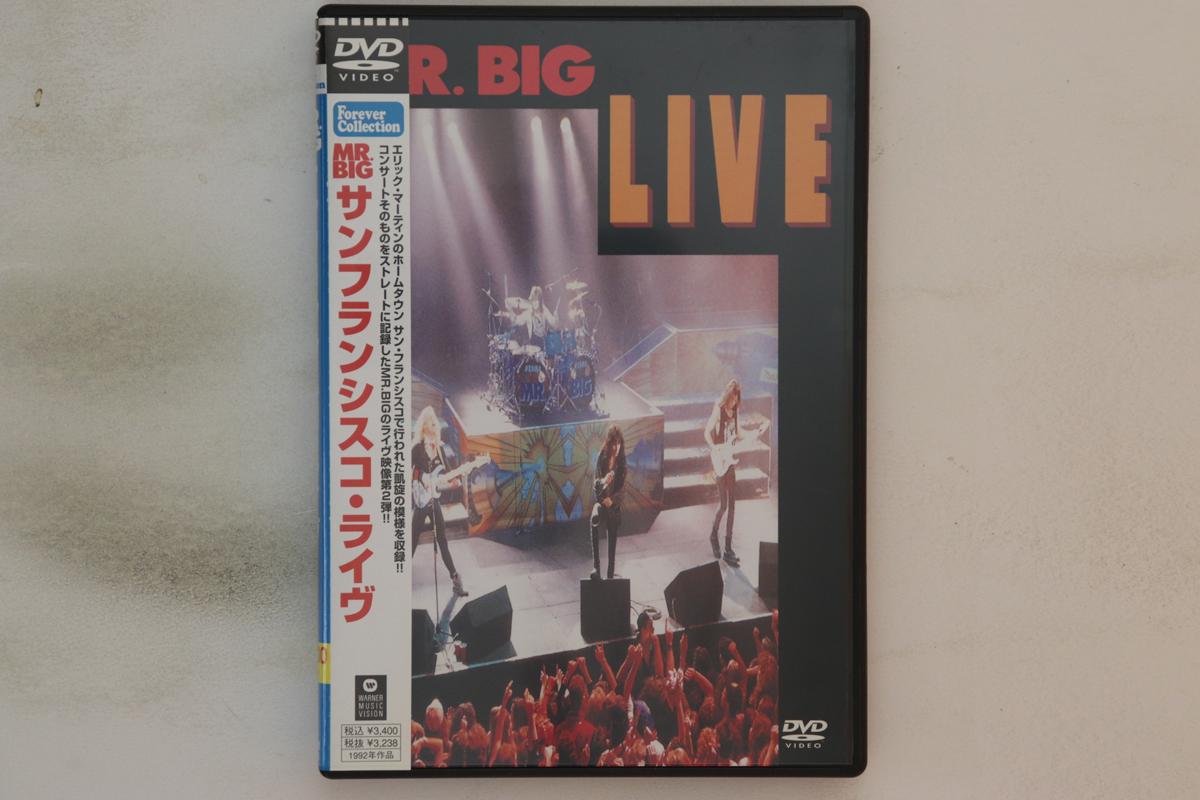 DVD
VIDEO
Forever
Collection
MR.
BIG
サンフランシスコ・ライヴ
エリック・マーティンのホームタウン サン・フランシスコで行われた凱旋の模様を収録!!
コンサートそのものをストレートに記録したMR.BIGのライヴ映像第2弾!!
WARNER
MUSIC
VISION
税込 ¥3,400
税抜 ¥3,238
1992年作品
R. BIG
LIVE
MR.
BIG
DVD
VIDEO